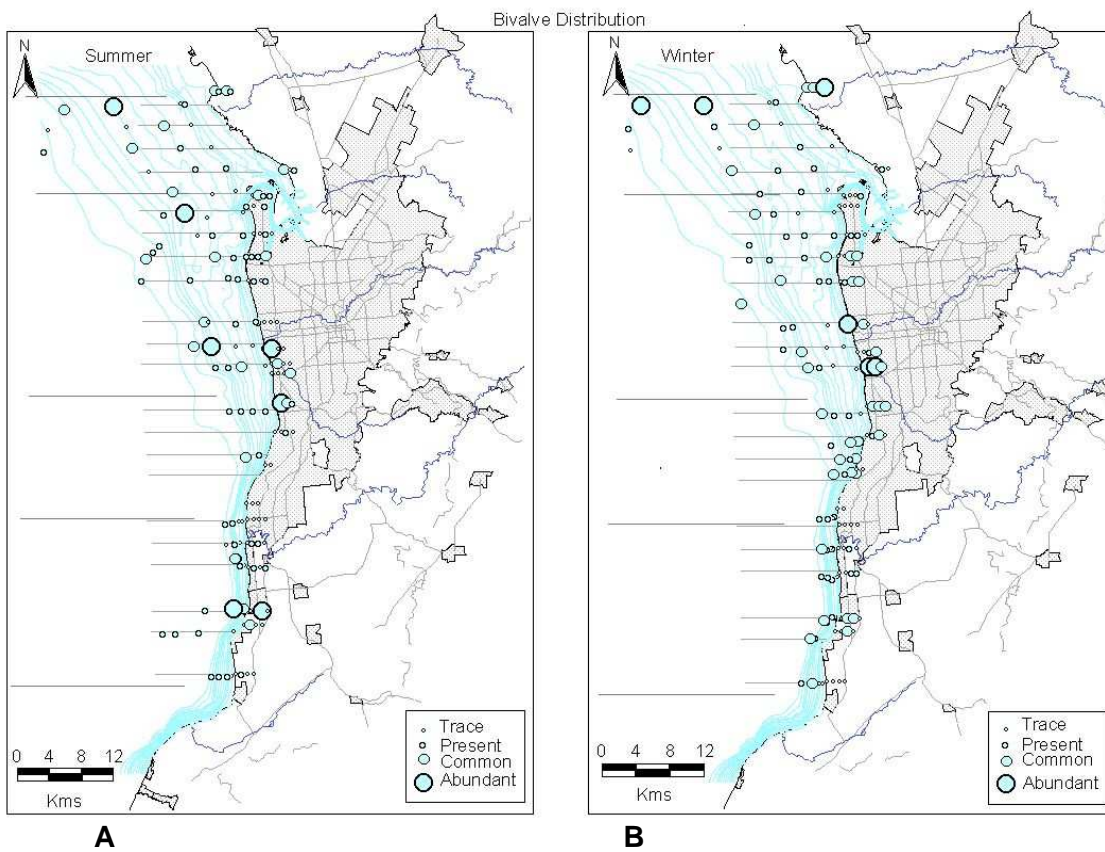 Bivalve Distribution
N
Summer
Trace
Present
Common
Abundant
0 4 8 12
Kms
A
N
Winter
Trace
Present
Common
Abundant
0 4 8 12
Kms
B